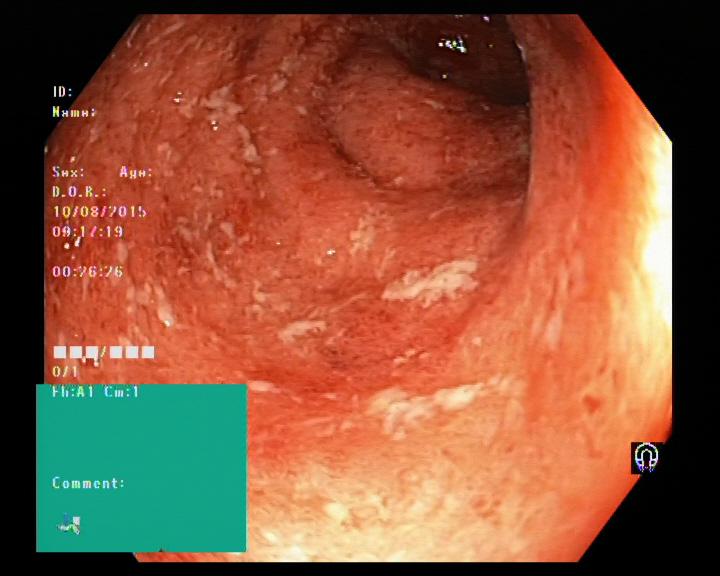 ID:
Name:
Sex: Age:
D.O.R.:
10/08/2015
09:17:19
00:26:26
■■■/■■■
0/1
Eh:A1 Cm:1
Comment: